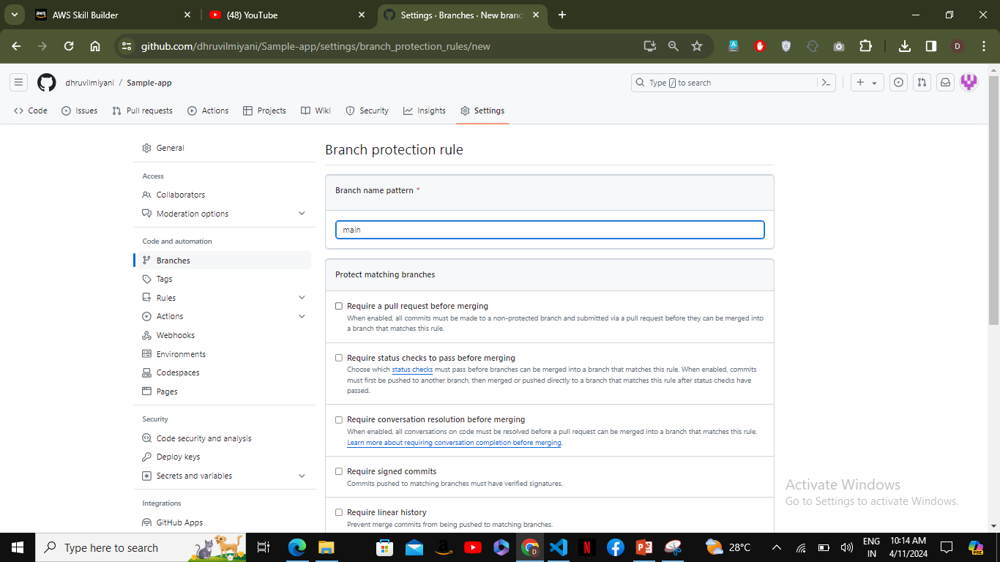 aws
AWS Skill Builder
(48) YouTube
Settings · Branches · New branc
github.com/dhruvilmiyani/Sample-app/settings/branch_protection_rules/new
A
D
dhruvilmiyani / Sample-app
Type / to search
Code
Issues
Pull requests
Actions
Projects
Wiki
Security
Insights
Settings
General
Access
Collaborators
Moderation options
Code and automation
Branches
Tags
Rules
Actions
Webhooks
Environments
Codespaces
Pages
Security
Code security and analysis
Deploy keys
Secrets and variables
Integrations
GitHub Apps
Branch protection rule
Branch name pattern *
main
Protect matching branches
Require a pull request before merging
When enabled, all commits must be made to a non-protected branch and submitted via a pull request before they can be merged into
a branch that matches this rule.
Require status checks to pass before merging
Choose which status checks must pass before branches can be merged into a branch that matches this rule. When enabled, commits
must first be pushed to another branch, then merged or pushed directly to a branch that matches this rule after status checks have
passed.
Require conversation resolution before merging
When enabled, all conversations on code must be resolved before a pull request can be merged into a branch that matches this rule.
Learn more about requiring conversation completion before merging.
Require signed commits
Commits pushed to matching branches must have verified signatures.
Require linear history
Prevent merge commits from being pushed to matching branches.
Activate Windows
Go to Settings to activate Windows.
Type here to search
28°C
ENG
IN
10:14 AM
4/11/2024
PRE